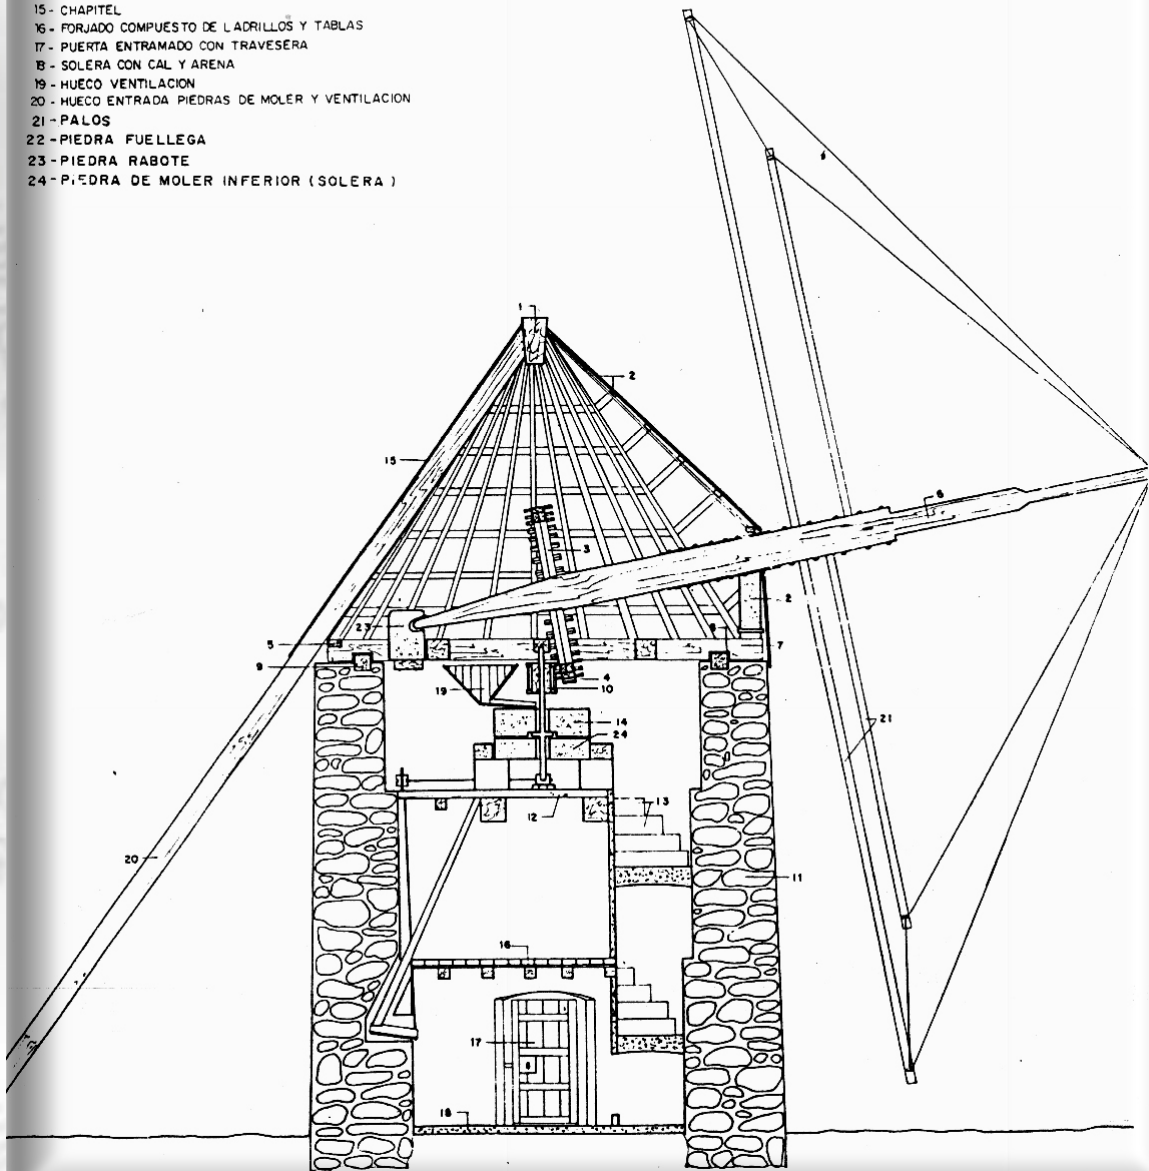 15- CHAPITEL
16- FORJADO COMPUESTO DE LADRILLOS Y TABLAS
17- PUERTA ENTRAMADO CON TRAVESERA
18- SOLERA CON CAL Y ARENA
19- HUECO VENTILACION
20- HUECO ENTRADA PIEDRAS DE MOLER Y VENTILACION
21-PALOS
22-PIEDRA FUELLEGA
23-PIEDRA RABOTE
24-PIEDRA DE MOLER INFERIOR (SOLERA)
1
2
15
6
3
2
23
5
7
9
4
19
10
14
21
24
13
12
20
11
16
17
18